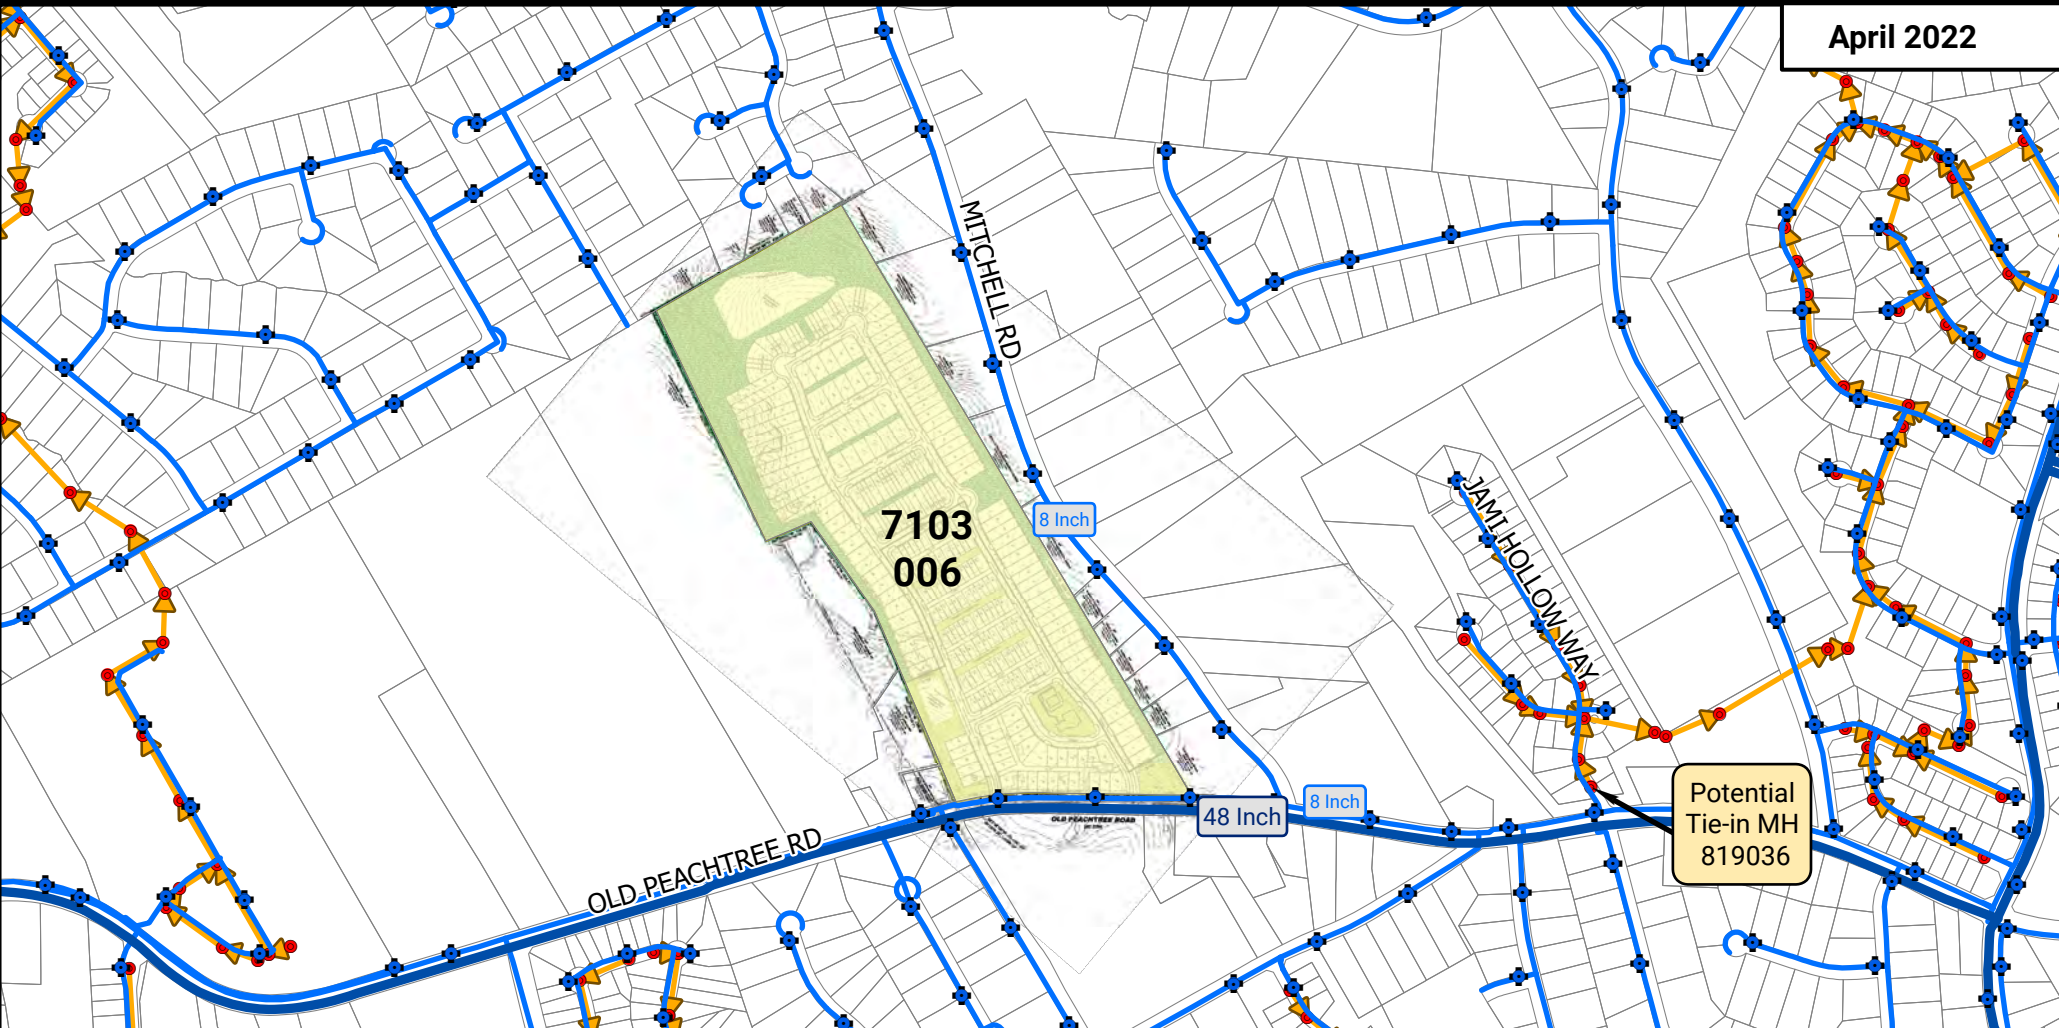 April 2022
MITCHELL RD
7103
006
8 Inch
JAMI HOLLOW WAY
8 Inch
48 Inch
Potential
Tie-in MH
819036
OLD PEACHTREE ROAD
OLD PEACHTREE RD